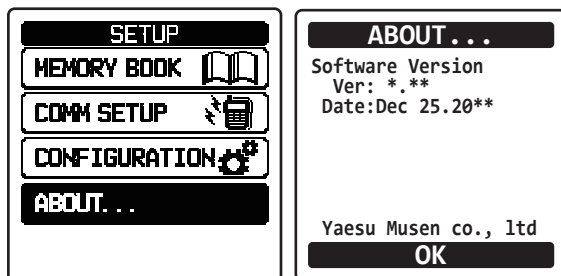 SETUP
MEMORY BOOK
COMM SETUP
CONFIGURATION
ABOUT...
ABOUT...
Software Version
Ver: *.**
Date:Dec 25.20**
Yaesu Musen co., ltd
OK